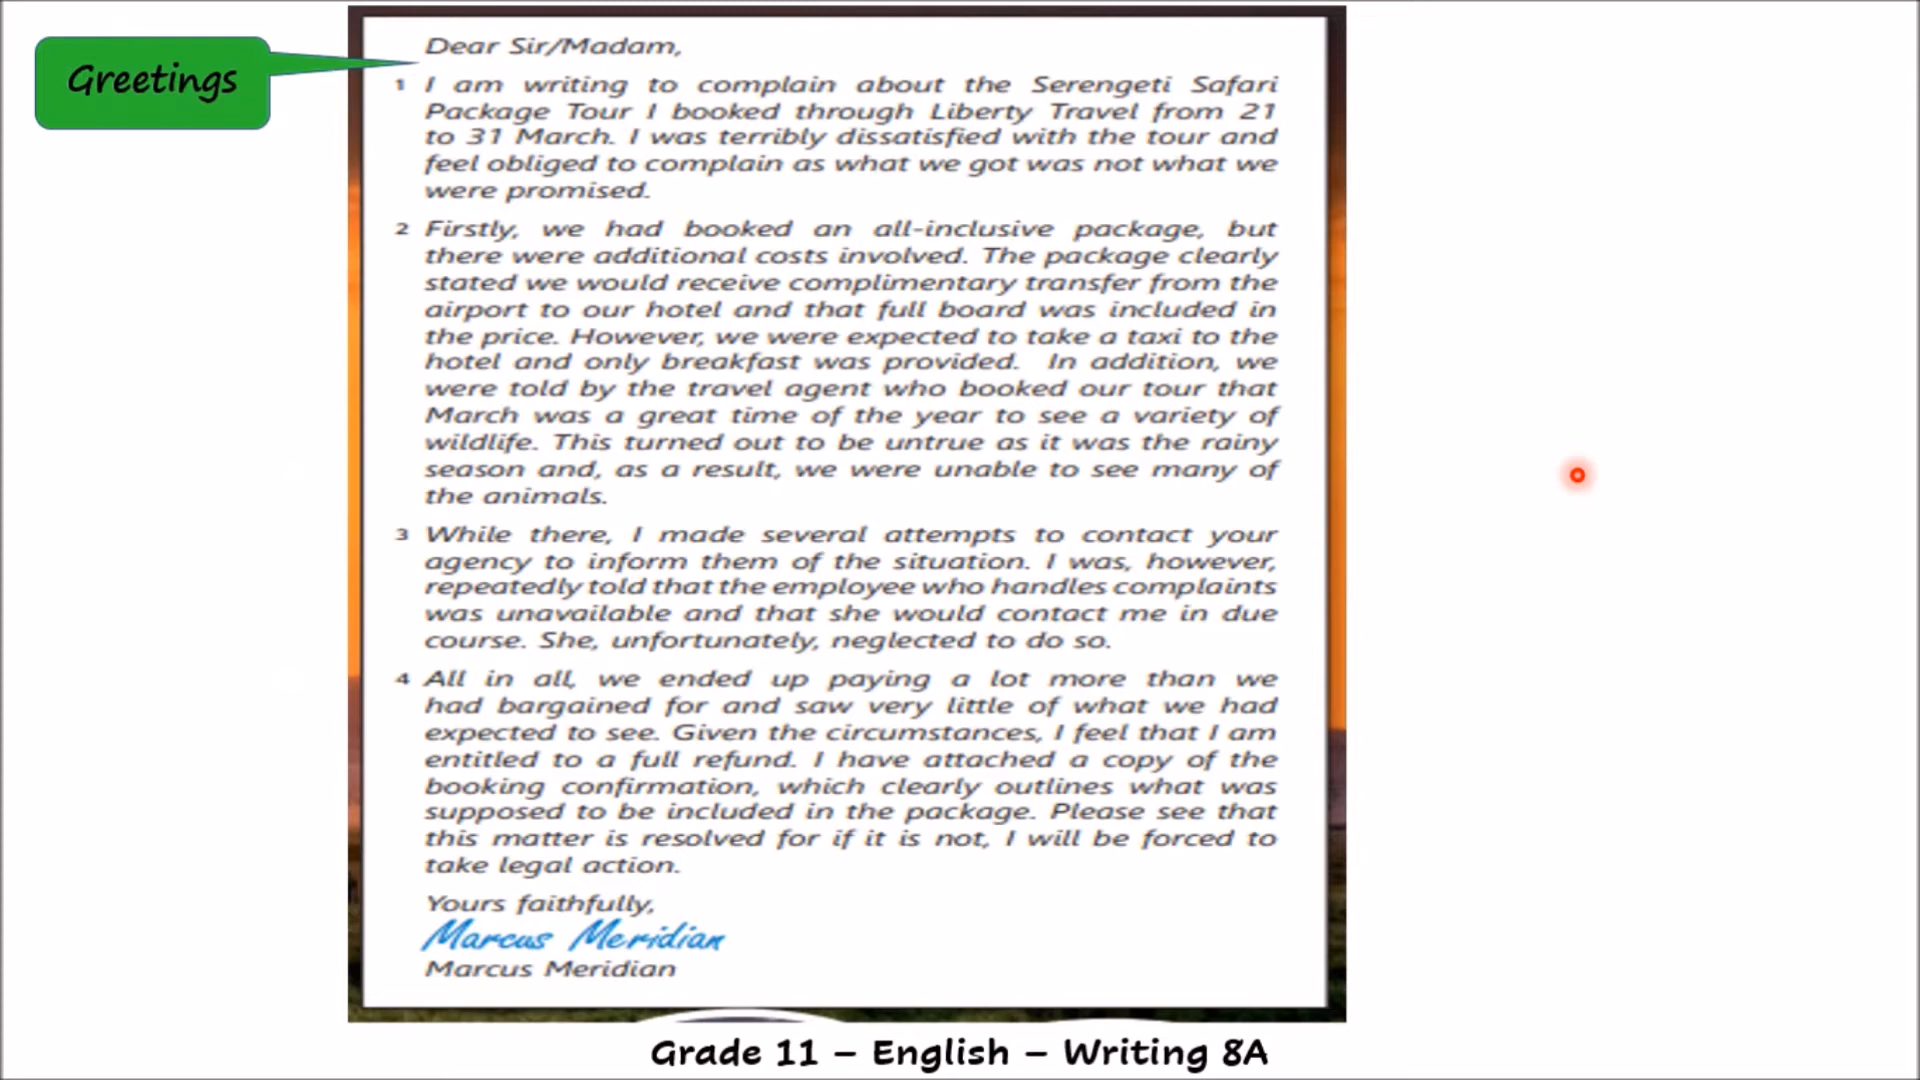 Greetings
Dear Sir/Madam,
1 I am writing to complain about the Serengeti Safari
Package Tour I booked through Liberty Travel from 21
to 31 March. I was terribly dissatisfied with the tour and
feel obliged to complain as what we got was not what we
were promised.
2 Firstly, we had booked an all-inclusive package, but
there were additional costs involved. The package clearly
stated we would receive complimentary transfer from the
airport to our hotel and that full board was included in
the price. However, we were expected to take a taxi to the
hotel and only breakfast was provided. In addition, we
were told by the travel agent who booked our tour that
March was a great time of the year to see a variety of
wildlife. This turned out to be untrue as it was the rainy
season and, as a result, we were unable to see many of
the animals.
3 While there, I made several attempts to contact your
agency to inform them of the situation. I was, however,
repeatedly told that the employee who handles complaints
was unavailable and that she would contact me in due
course. She, unfortunately, neglected to do so.
4 All in all, we ended up paying a lot more than we
had bargained for and saw very little of what we had
expected to see. Given the circumstances, I feel that I am
entitled to a full refund. I have attached a copy of the
booking confirmation, which clearly outlines what was
supposed to be included in the package. Please see that
this matter is resolved for if it is not, I will be forced to
take legal action.
Yours faithfully,
Marcus Meridian
Marcus Meridian
Grade 11 – English – Writing 8A